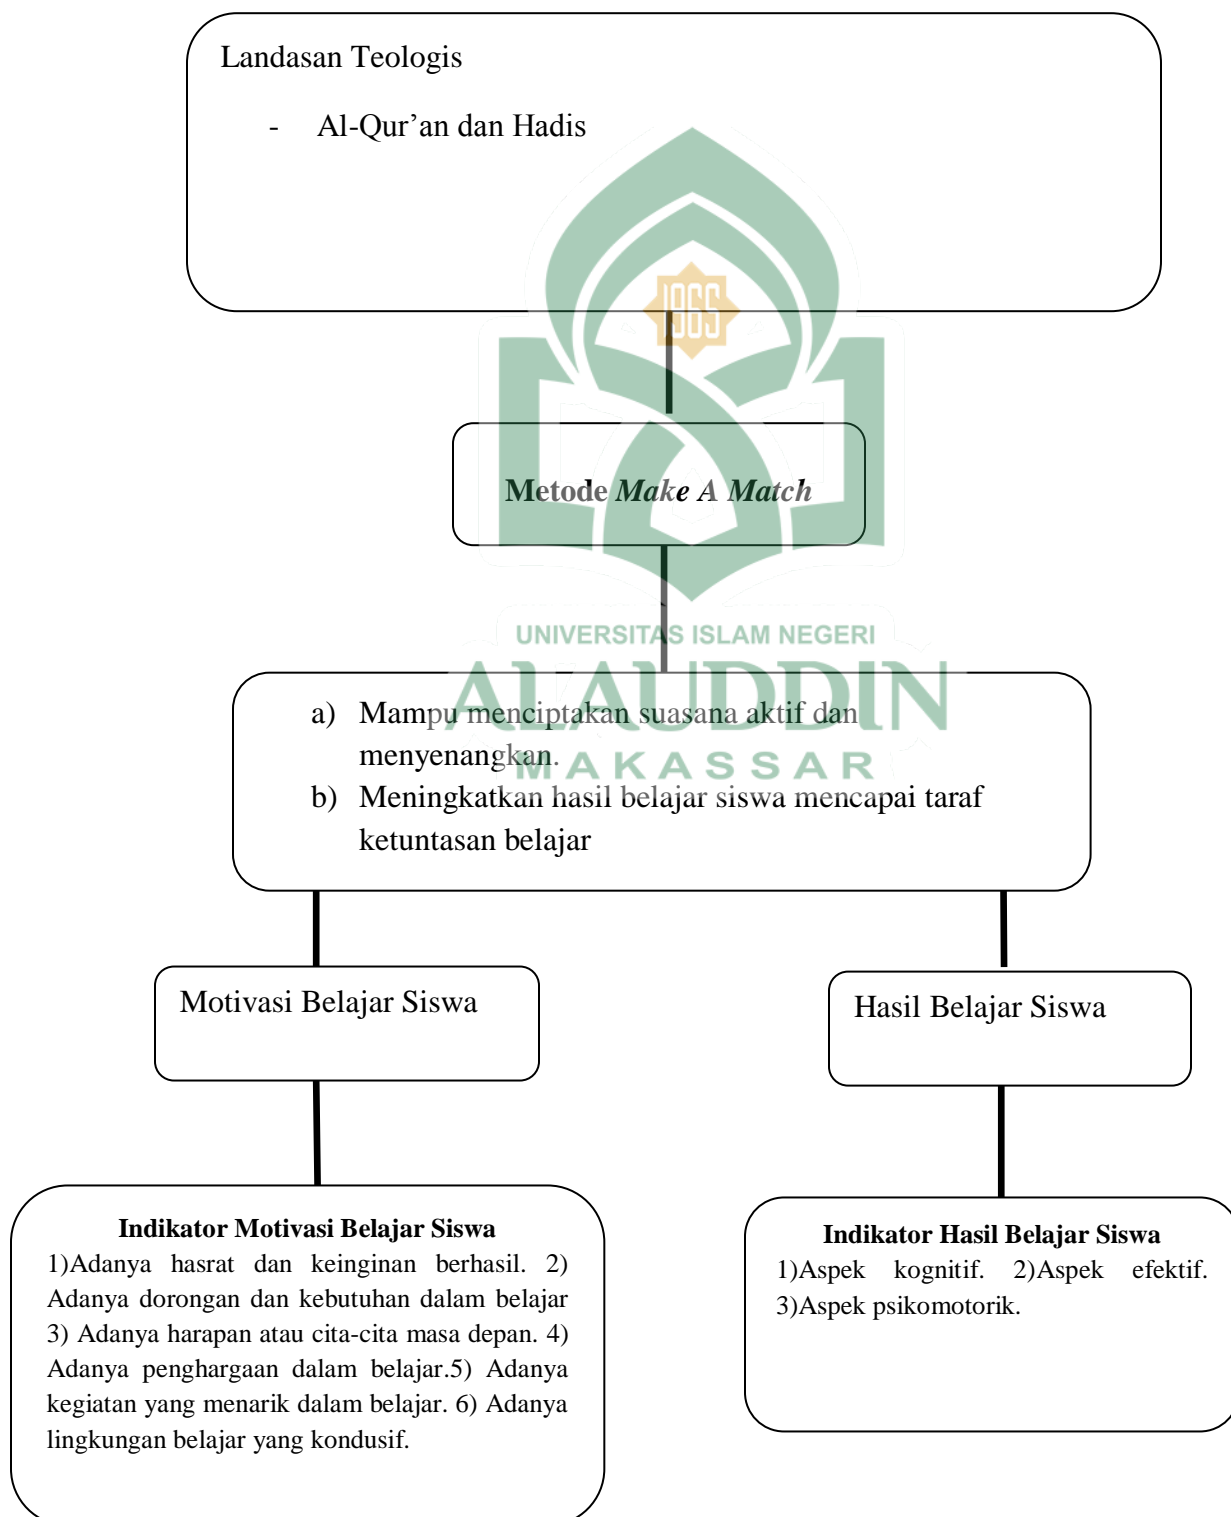 Landasan Teologis
- Al-Qur’an dan Hadis
1965
Metode Make A Match
UNIVERSITAS ISLAM NEGERI
ALAUDDIN
MAKASSAR
a) Mampu menciptakan suasana aktif dan
menyenangkan.
b) Meningkatkan hasil belajar siswa mencapai taraf
ketuntasan belajar
Motivasi Belajar Siswa
Hasil Belajar Siswa
Indikator Motivasi Belajar Siswa
1)Adanya hasrat dan keinginan berhasil. 2)
Adanya dorongan dan kebutuhan dalam belajar
3) Adanya harapan atau cita-cita masa depan. 4)
Adanya penghargaan dalam belajar.5) Adanya
kegiatan yang menarik dalam belajar. 6) Adanya
lingkungan belajar yang kondusif.
Indikator Hasil Belajar Siswa
1)Aspek kognitif. 2)Aspek efektif.
3)Aspek psikomotorik.